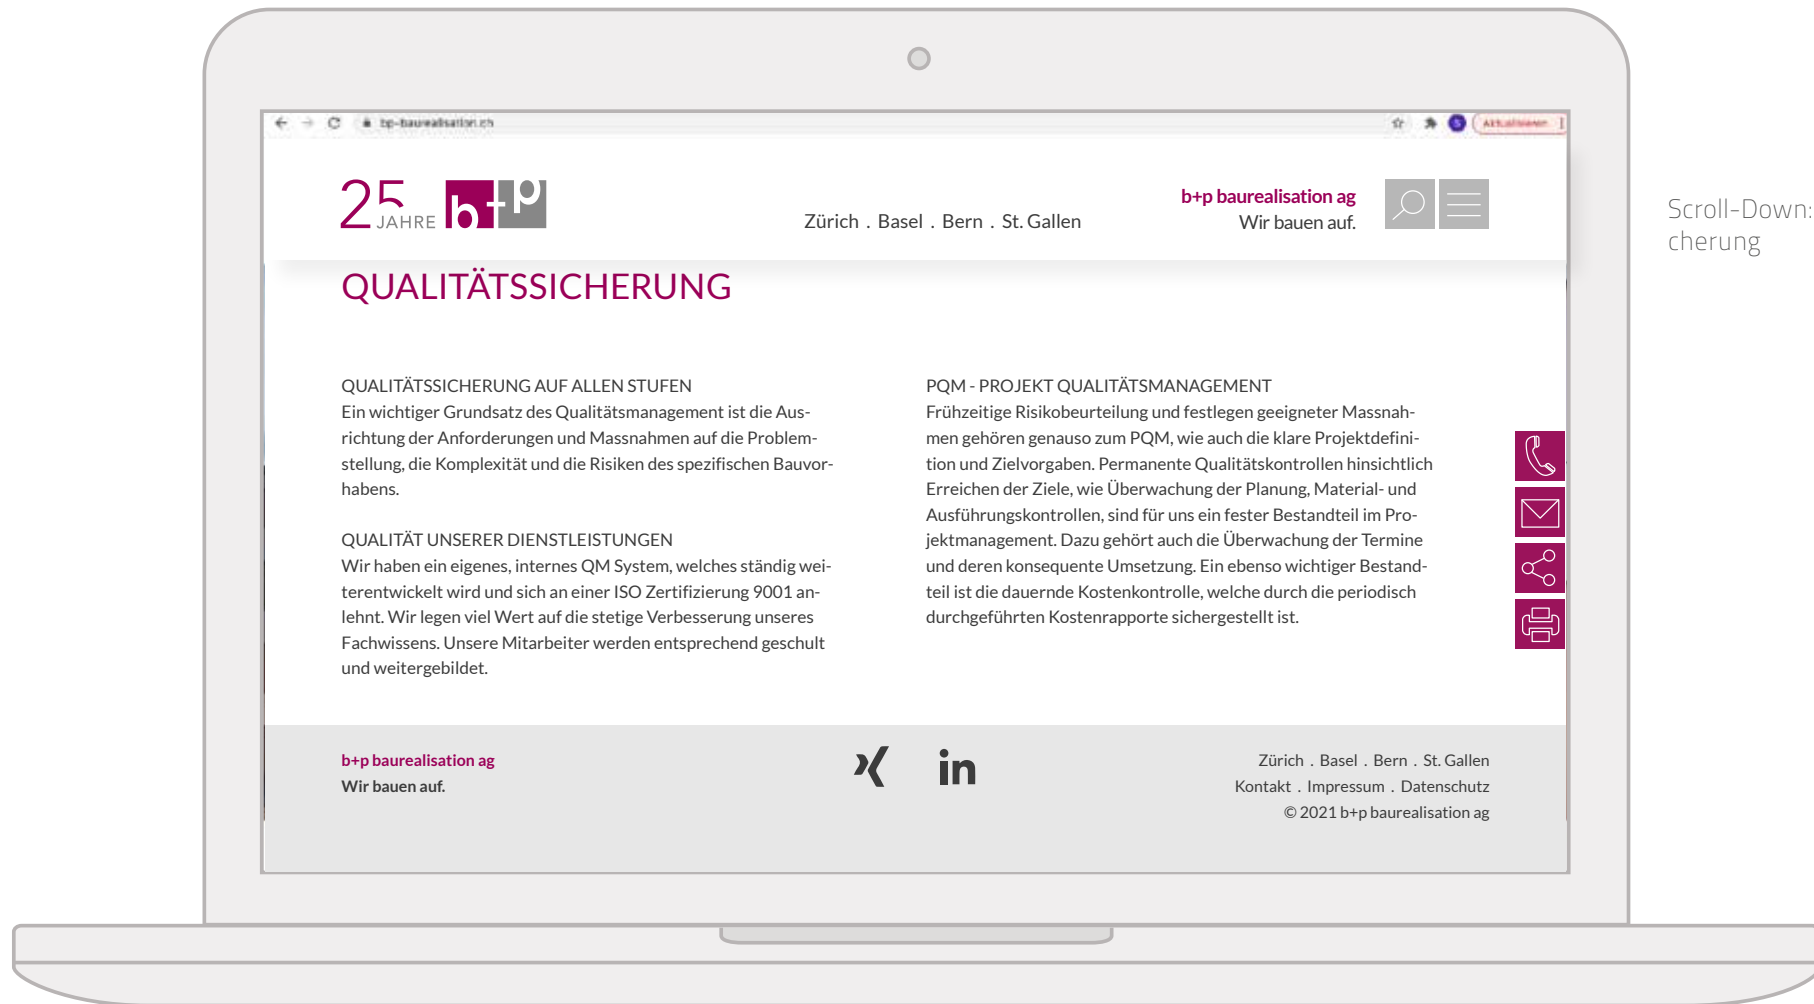 bp-baurealisation.ch
Aktualisieren
25 JAHRE b+p
Zürich . Basel . Bern . St. Gallen
b+p baurealisation ag
Wir bauen auf.
Scroll-Down:
cherung
QUALITÄTSSICHERUNG
QUALITÄTSSICHERUNG AUF ALLEN STUFEN
Ein wichtiger Grundsatz des Qualitätsmanagement ist die Aus-
richtung der Anforderungen und Massnahmen auf die Problem-
stellung, die Komplexität und die Risiken des spezifischen Bauvor-
habens.
QUALITÄT UNSERER DIENSTLEISTUNGEN
Wir haben ein eigenes, internes QM System, welches ständig wei-
terentwickelt wird und sich an einer ISO Zertifizierung 9001 an-
lehnt. Wir legen viel Wert auf die stetige Verbesserung unseres
Fachwissens. Unsere Mitarbeiter werden entsprechend geschult
und weitergebildet.
PQM - PROJEKT QUALITÄTSMANAGEMENT
Frühzeitige Risikobeurteilung und festlegen geeigneter Massnah-
men gehören genauso zum PQM, wie auch die klare Projektdefini-
tion und Zielvorgaben. Permanente Qualitätskontrollen hinsichtlich
Erreichen der Ziele, wie Überwachung der Planung, Material- und
Ausführungskontrollen, sind für uns ein fester Bestandteil im Pro-
jektmanagement. Dazu gehört auch die Überwachung der Termine
und deren konsequente Umsetzung. Ein ebenso wichtiger Bestand-
teil ist die dauernde Kostenkontrolle, welche durch die periodisch
durchgeführten Kostenrapporte sichergestellt ist.
b+p baurealisation ag
Wir bauen auf.
in
Zürich . Basel . Bern . St. Gallen
Kontakt . Impressum . Datenschutz
© 2021 b+p baurealisation ag